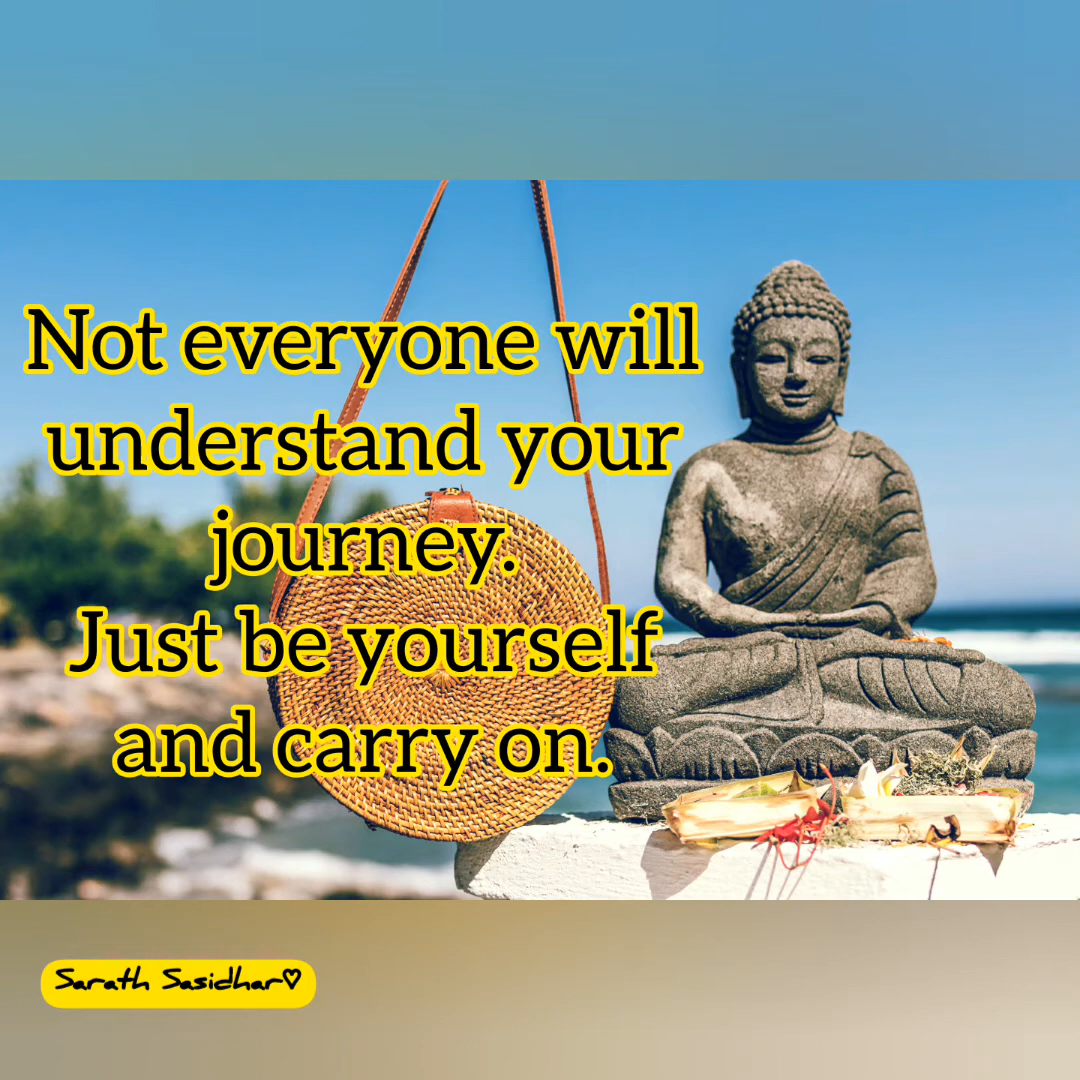 Not everyone will
understand your
journey.
Just be yourself
and carry on.
Sarath Sasidhar♡